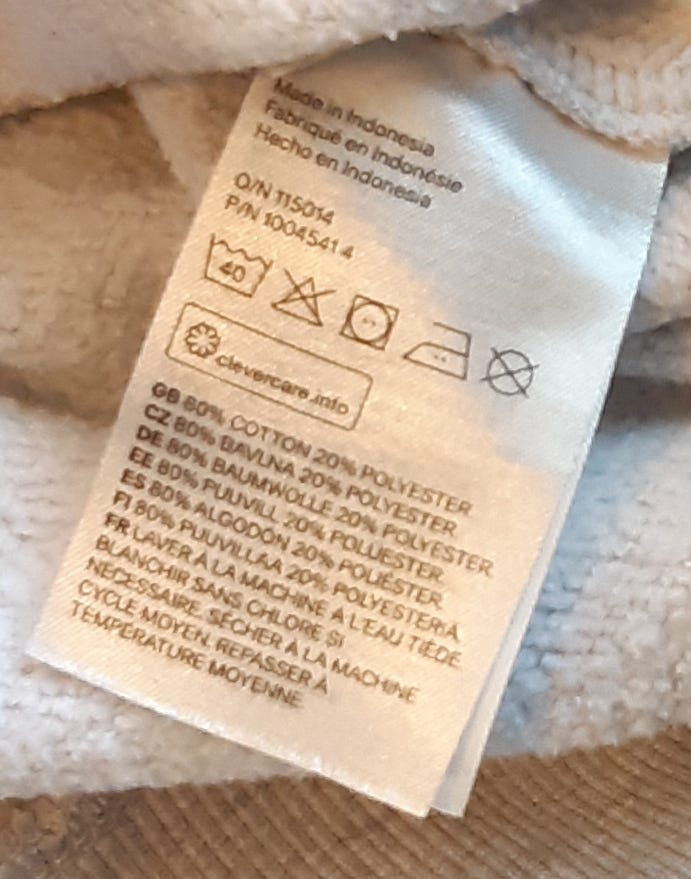 Made in Indonesia
Fabriqué en Indonésie
Hecho en Indonesia
O/N 115014
P/N 10045414
40
clevercare.info
GB 80% COTTON 20% POLYESTER
CZ 80% BAVLNA 20% POLYESTER
DE 80% BAUMWOLLE 20% POLYESTER
EE 80% PUUVILL 20% POLÜESTER
ES 80% ALGODÓN 20% POLIÉSTER
FI 80% PUUVILLAA 20% POLYESTERIÄ
FR LAVER À LA MACHINE À L'EAU TIÈDE.
BLANCHIR SANS CHLORE SI
NÉCESSAIRE. SÉCHER À LA MACHINE
CYCLE MOYEN. REPASSER À
TEMPÉRATURE MOYENNE.